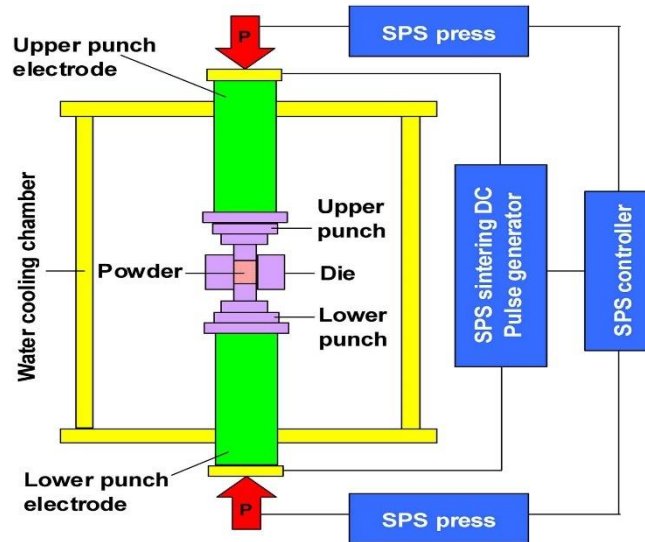 P
SPS press
Upper punch
electrode
Water cooling chamber
Upper
punch
Powder
Die
Lower
punch
SPS sintering DC
Pulse generator
SPS controller
Lower punch
electrode
P
SPS press